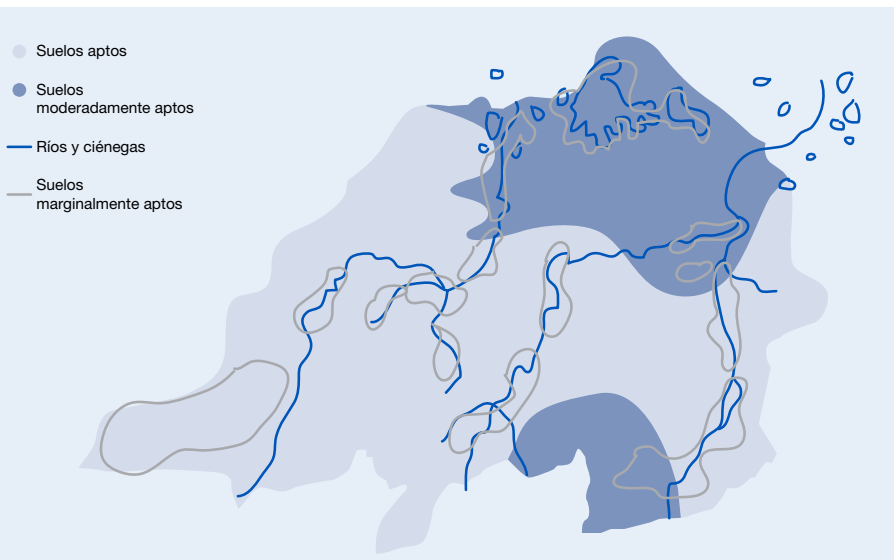 Suelos aptos
Suelos
moderadamente aptos
Ríos y ciénegas
Suelos
marginalmente aptos